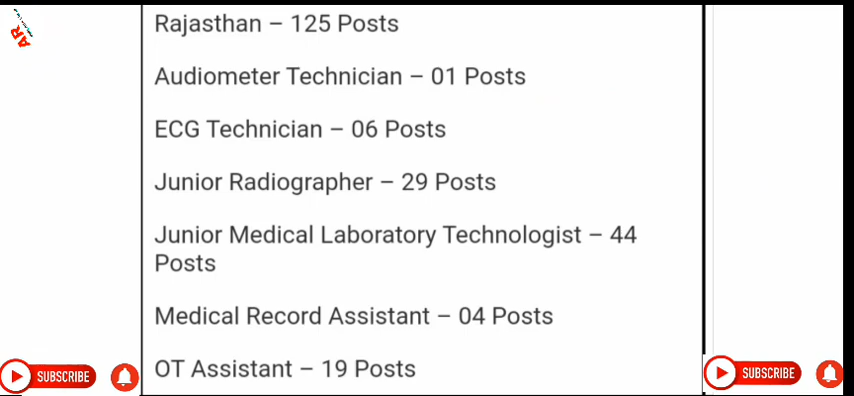 AR
Rajasthan – 125 Posts
Audiometer Technician – 01 Posts
ECG Technician – 06 Posts
Junior Radiographer – 29 Posts
Junior Medical Laboratory Technologist – 44
Posts
Medical Record Assistant – 04 Posts
OT Assistant – 19 Posts
SUBSCRIBE
SUBSCRIBE